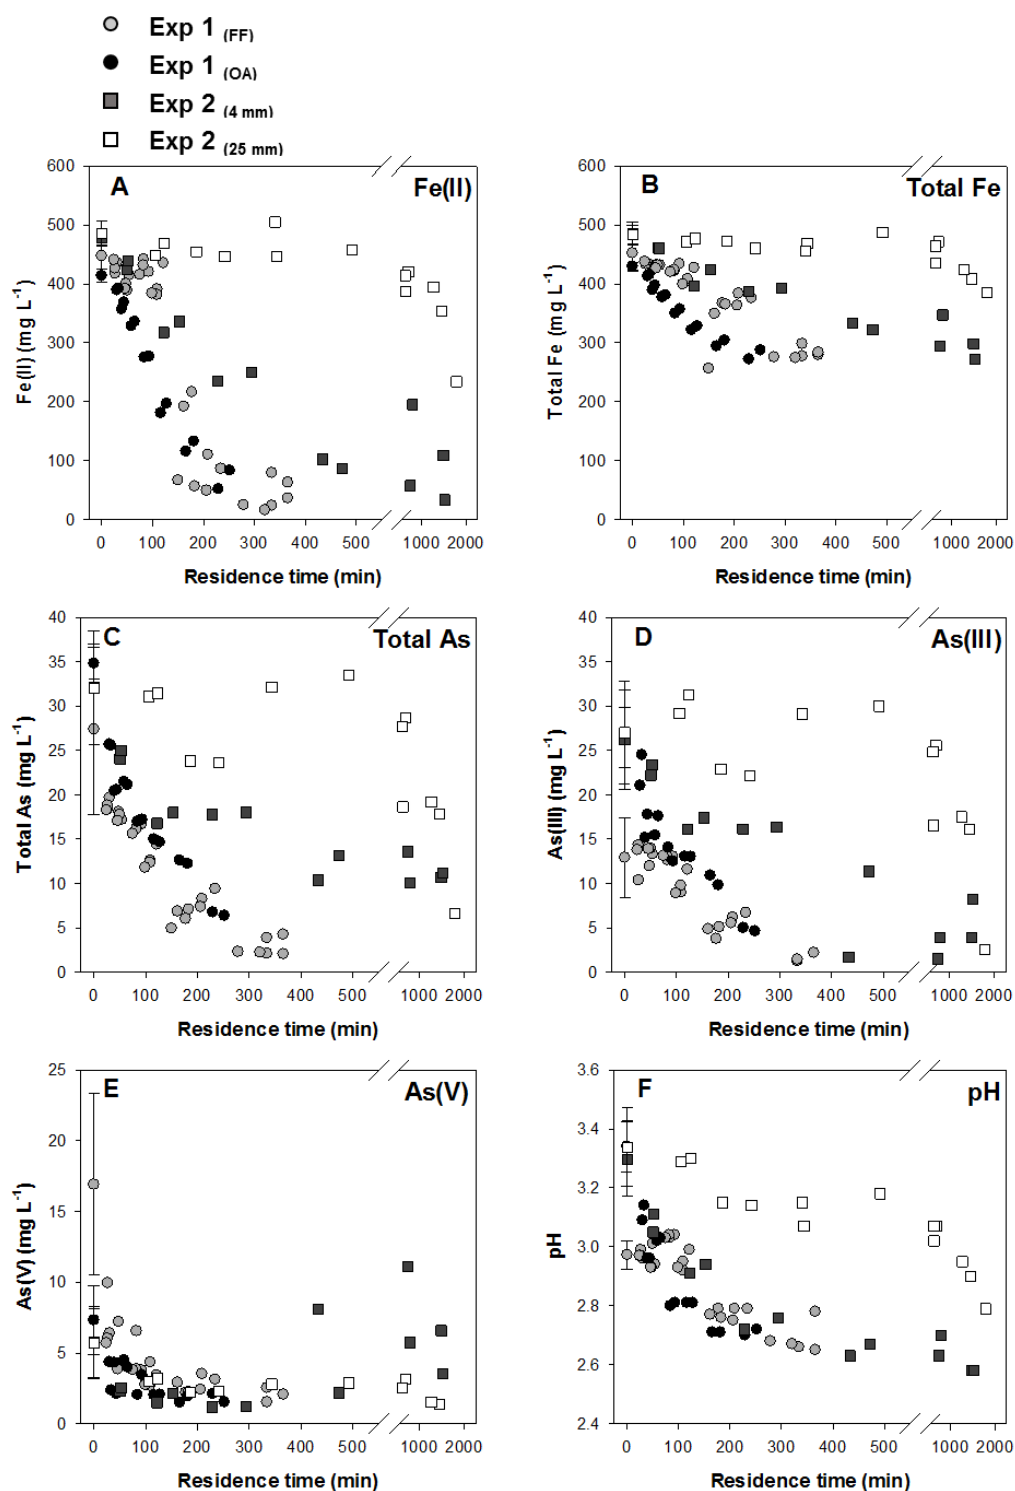 Exp 1 (FF)
Exp 1 (OA)
Exp 2 (4 mm)
Exp 2 (25 mm)
A Fe(II)
600
500
400
300
200
100
0
Fe(II) (mg L-1)
0 100 200 300 400 500 1000 2000
Residence time (min)
B Total Fe
600
500
400
300
200
100
0
Total Fe (mg L-1)
0 100 200 300 400 500 1000 2000
Residence time (min)
C Total As
40
35
30
25
20
15
10
5
0
Total As (mg L-1)
0 100 200 300 400 500 1000 2000
Residence time (min)
D As(III)
40
35
30
25
20
15
10
5
0
As(III) (mg L-1)
0 100 200 300 400 500 1000 2000
Residence time (min)
E As(V)
25
20
15
10
5
0
As(V) (mg L-1)
0 100 200 300 400 500 1000 2000
Residence time (min)
F pH
3.6
3.4
3.2
3.0
2.8
2.6
2.4
pH
0 100 200 300 400 500 1000 2000
Residence time (min)